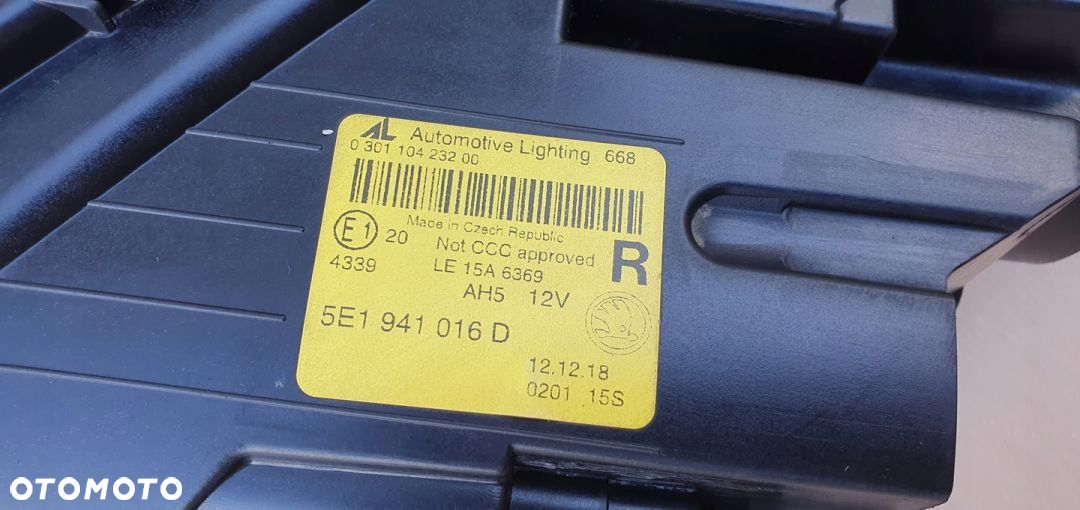 AL Automotive Lighting 668
0 301 104 232 00
Made in Czech Republic
E1 20 Not CCC approved R
4339 LE 15A 6369
AH5 12V
5E1 941 016 D
12.12.18
0201 15S
OTOMOTO